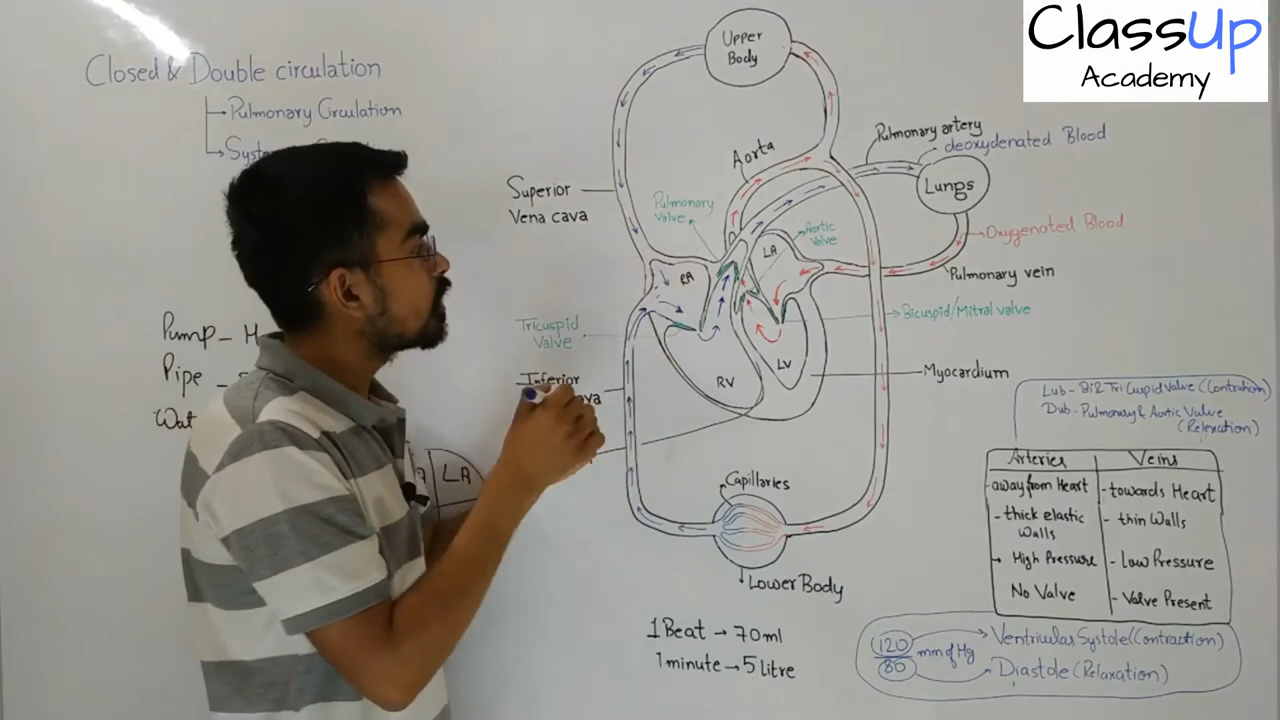 ClassUp
Academy
Closed & Double circulation
Pulmonary Circulation
Upper
Body
Aorta
Pulmonary artery
deoxydenated Blood
Lungs
Superior
Vena cava
Pulmonary
Valve
Aortic
Valve
Oxygenated Blood
Pulmonary vein
RA
LA
Tricuspid
Valve
Bicuspid/Mitral valve
Inferior
RV
LV
Myocardium
Pump -
Pipe -
LA
Capillaries
Lower Body
Lub - Bi & Tri Cuspid Valve (Contration)
Dub - Pulmonary & Aortic Valve
(Relexation)
Arteries
Veins
- away from Heart
- towards Heart
- thick elastic
walls
- thin Walls
- High Pressure
- Low Pressure
No Valve
- Valve Present
1 Beat → 70 ml
1 minute → 5 litre
120
80
mm of Hg
Ventricular Systole (Contraction)
Diastole (Relaxation)